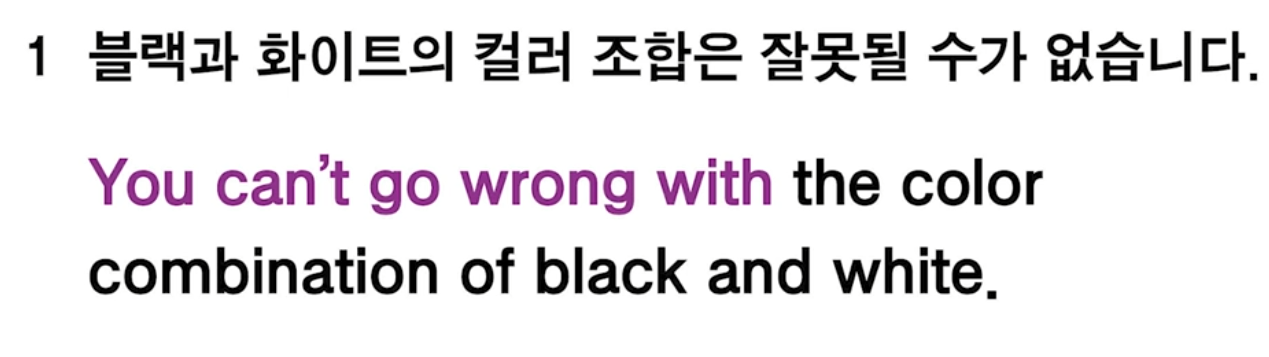 1 블랙과 화이트의 컬러 조합은 잘못될 수가 없습니다.
You can't go wrong with the color
combination of black and white.